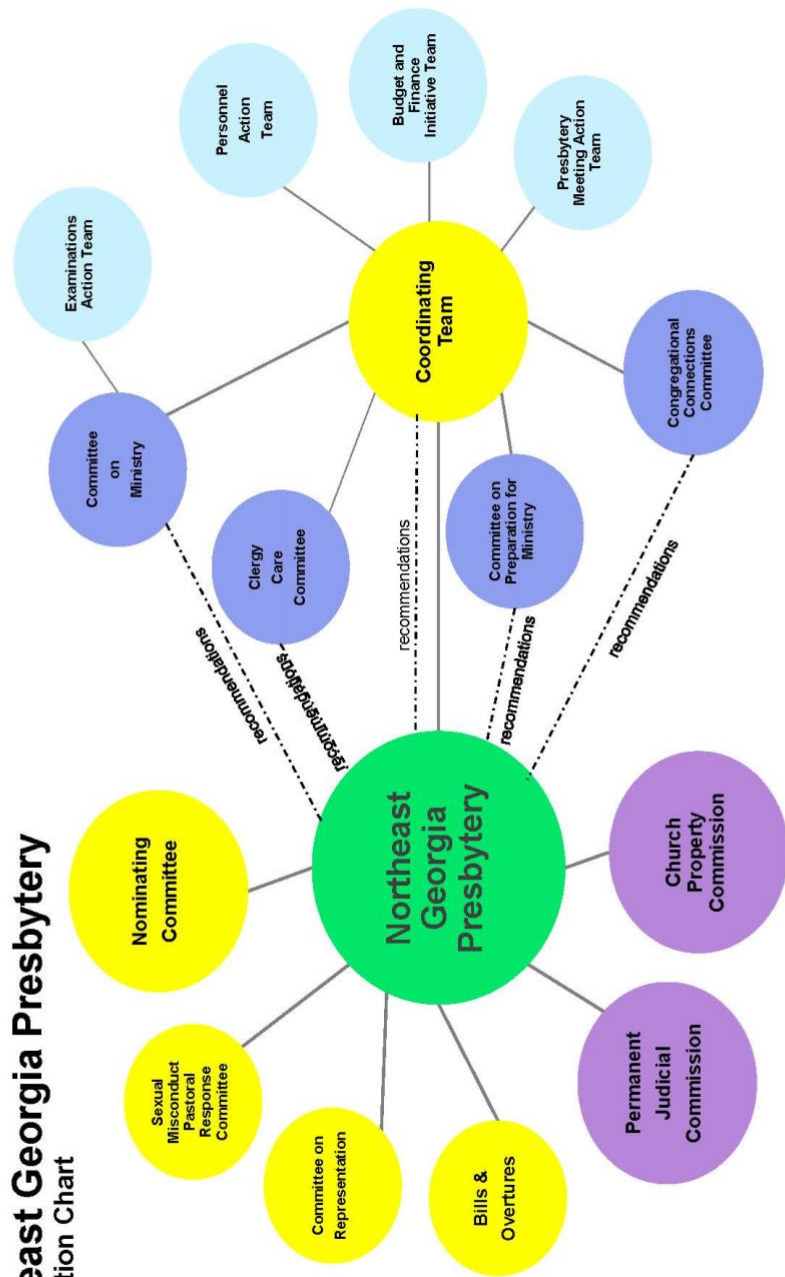 east Georgia Presbytery
tion Chart
Nominating
Committee
Sexual
Misconduct
Pastoral
Response
Committee
Committee on
Representation
Bills &
Overtures
Permanent
Judicial
Commission
Church
Property
Commission
Northeast
Georgia
Presbytery
recommendations
recommendations
recommendations
recommendations
recommendations
Committee
on
Ministry
Clergy
Care
Committee
Committee on
Preparation for
Ministry
Congregational
Connections
Committee
Coordinating
Team
Examinations
Action Team
Personnel
Action
Team
Budget and
Finance
Initiative Team
Presbytery
Meeting Action
Team